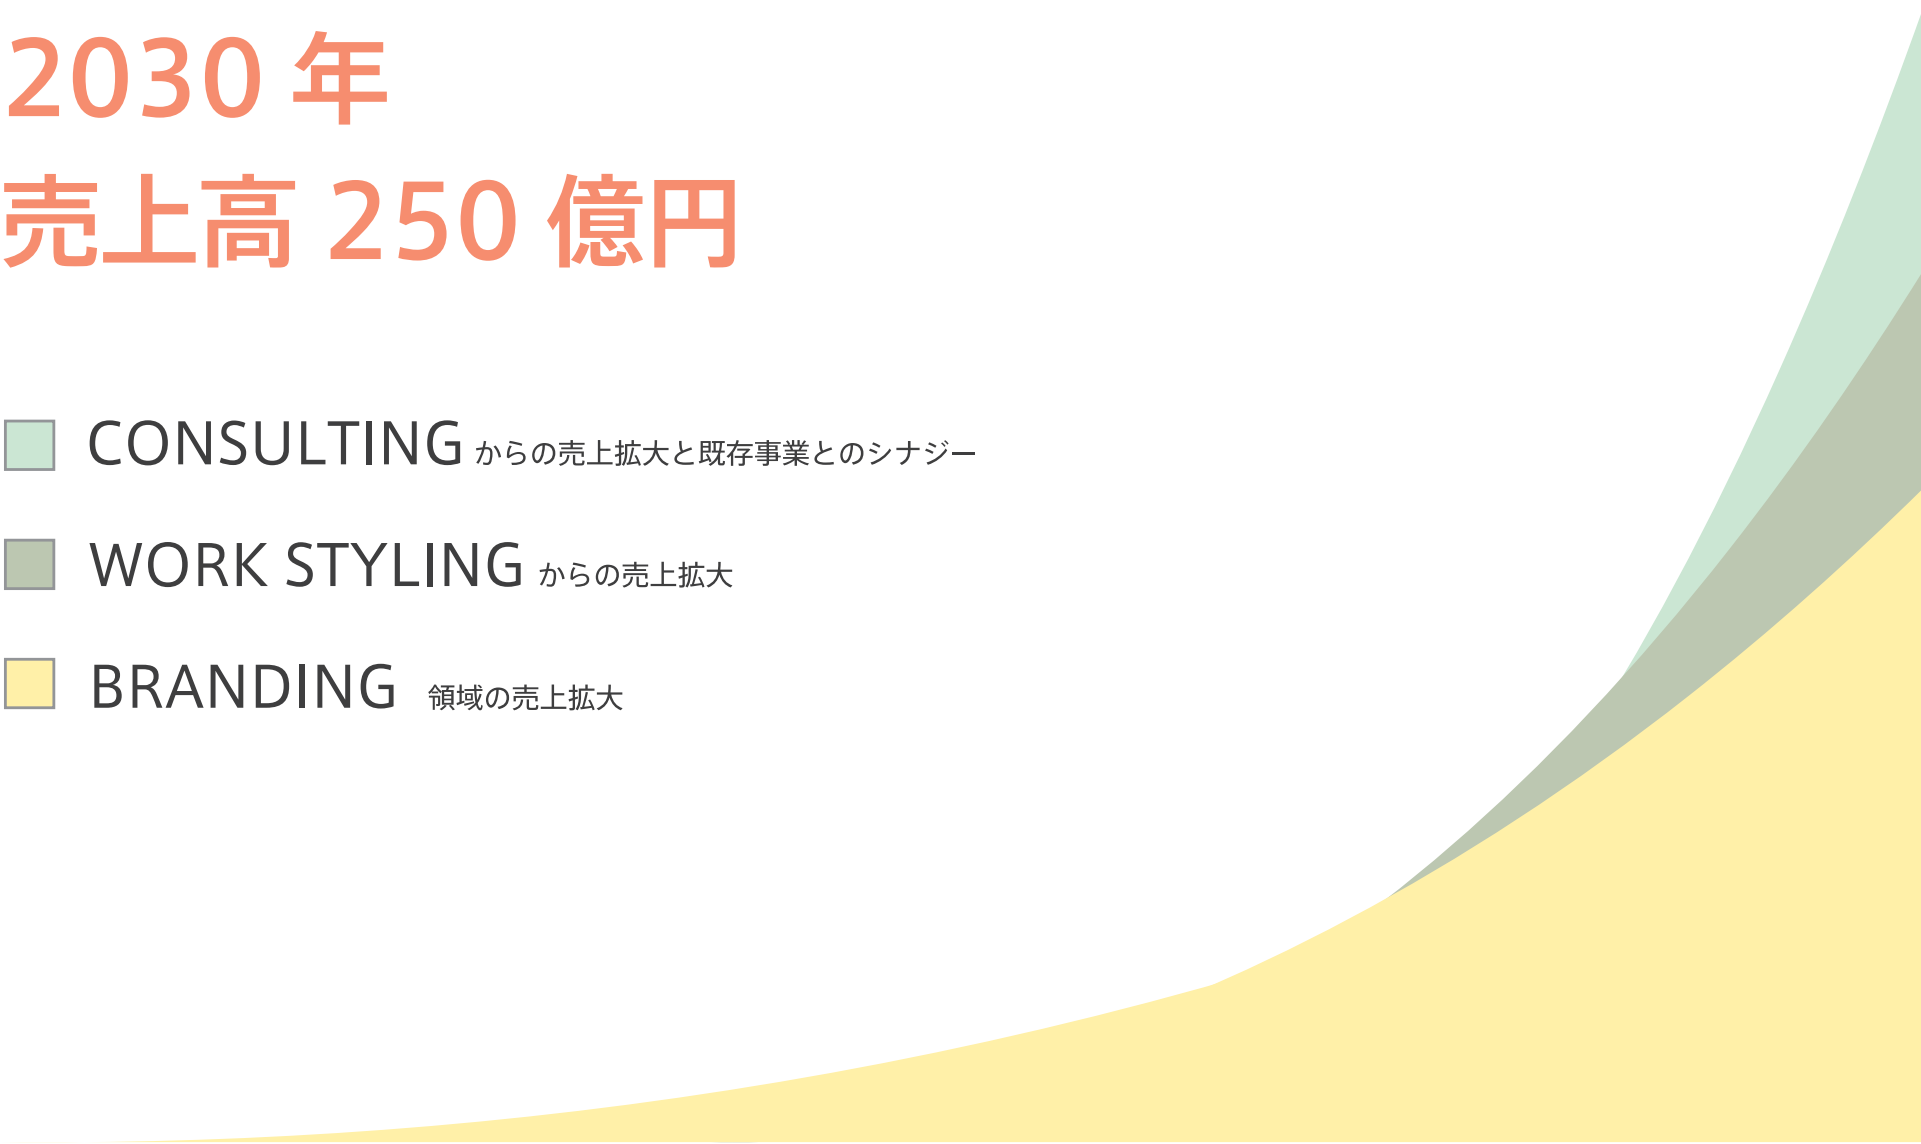 2030 年
売上高 250 億円
CONSULTING からの売上拡大と既存事業とのシナジー
WORK STYLING からの売上拡大
BRANDING 領域の売上拡大